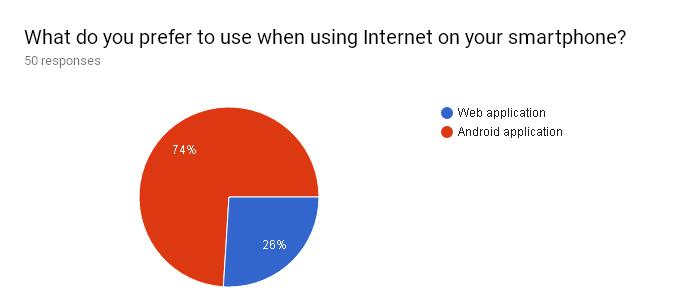 What do you prefer to use when using Internet on your smartphone?
50 responses
Web application
Android application
74%
26%